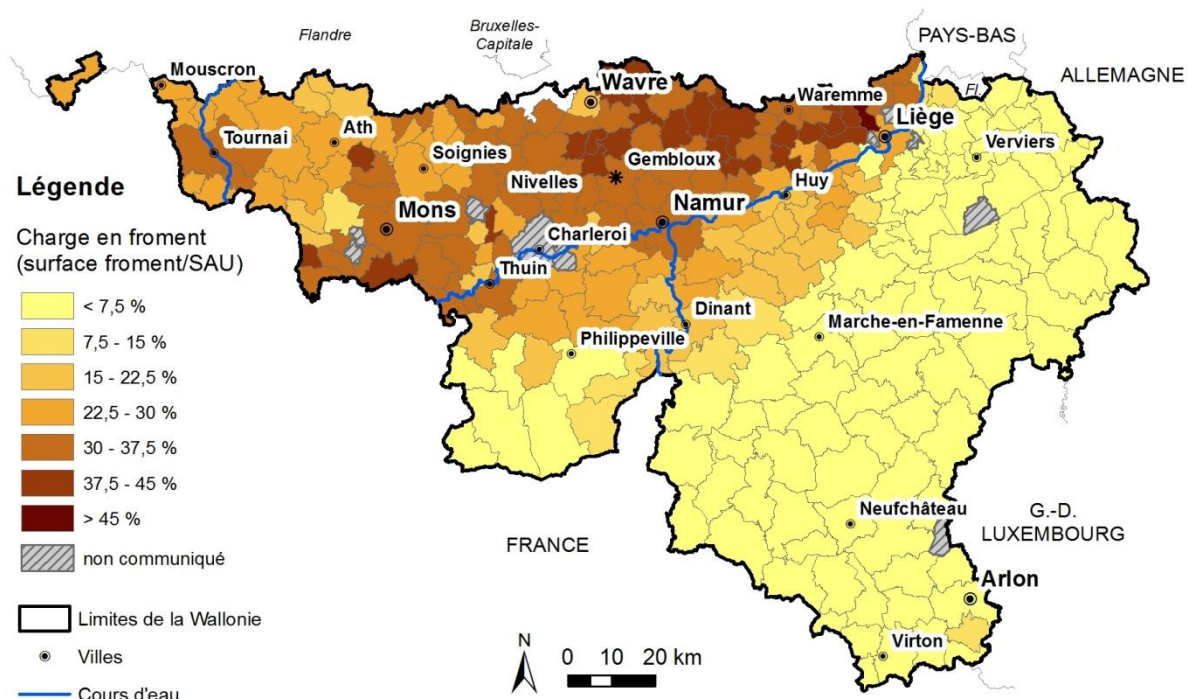 Flandre
Bruxelles-
Capitale
PAYS-BAS
ALLEMAGNE
Mouscron
Wavre
Waremme
Fl.
Liège
Tournai
Ath
Soignies
Gembloux
Verviers
Nivelles
Huy
Mons
Namur
Charleroi
Thuin
Dinant
Philippeville
Marche-en-Famenne
Neufchâteau
G.-D.
LUXEMBOURG
FRANCE
Arlon
Virton
Légende
Charge en froment
(surface froment/SAU)
< 7,5 %
7,5 - 15 %
15 - 22,5 %
22,5 - 30 %
30 - 37,5 %
37,5 - 45 %
> 45 %
non communiqué
Limites de la Wallonie
Villes
Cours d'eau
N
0 10 20 km